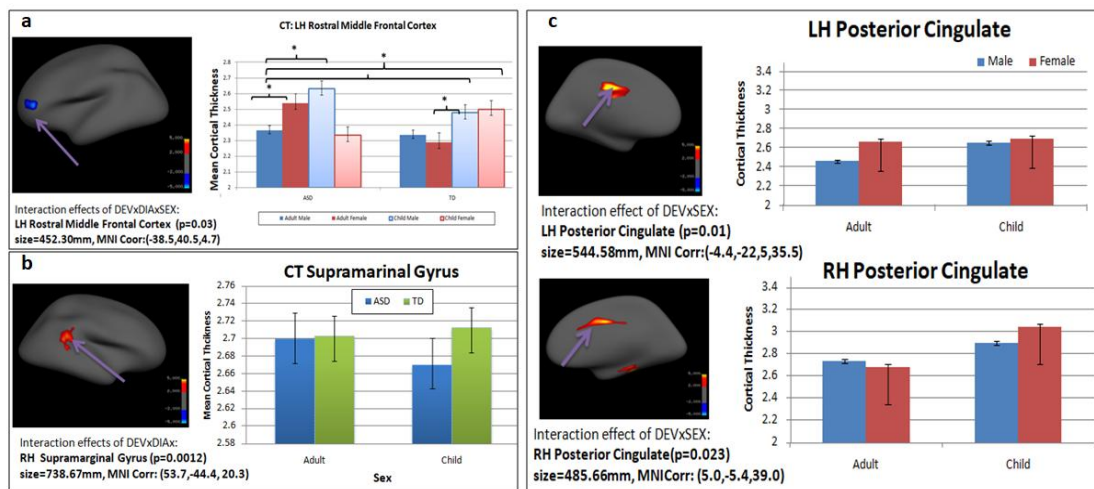 a
CT: LH Rostral Middle Frontal Cortex
*
*
*
*
*
Mean Cortical Thickness
2.8
2.7
2.6
2.5
2.4
2.3
2.2
2.1
2
ASD
TD
Adult Male
Adult Female
Child Male
Child Female
Interaction effects of DEVxDIAxSEX:
LH Rostral Middle Frontal Cortex (p=0.03)
size=452.30mm, MNI Coor:(-38.5,40.5,4.7)
b
CT Supramarinal Gyrus
ASD
TD
Mean Cortical Thcikness
2.76
2.74
2.72
2.7
2.68
2.66
2.64
2.62
2.6
2.58
Adult
Child
Sex
Interaction effects of DEVxDIAx:
RH Supramarginal Gyrus (p=0.0012)
size=738.67mm, MNI Corr: (53.7,-44.4, 20.3)
c
LH Posterior Cingulate
Male
Female
Cortical Thickness
3.4
3.2
3
2.8
2.6
2.4
2.2
2
Adult
Child
Interaction effect of DEVxSEX:
LH Posterior Cingulate (p=0.01)
size=544.58mm, MNI Corr:(-4.4,-22,5,35.5)
RH Posterior Cingulate
Cortical Thickness
3.4
3.2
3
2.8
2.6
2.4
2.2
2
Adult
Child
Interaction effect of DEVxSEX:
RH Posterior Cingulate(p=0.023)
size=485.66mm, MNICorr: (5.0,-5.4,39.0)